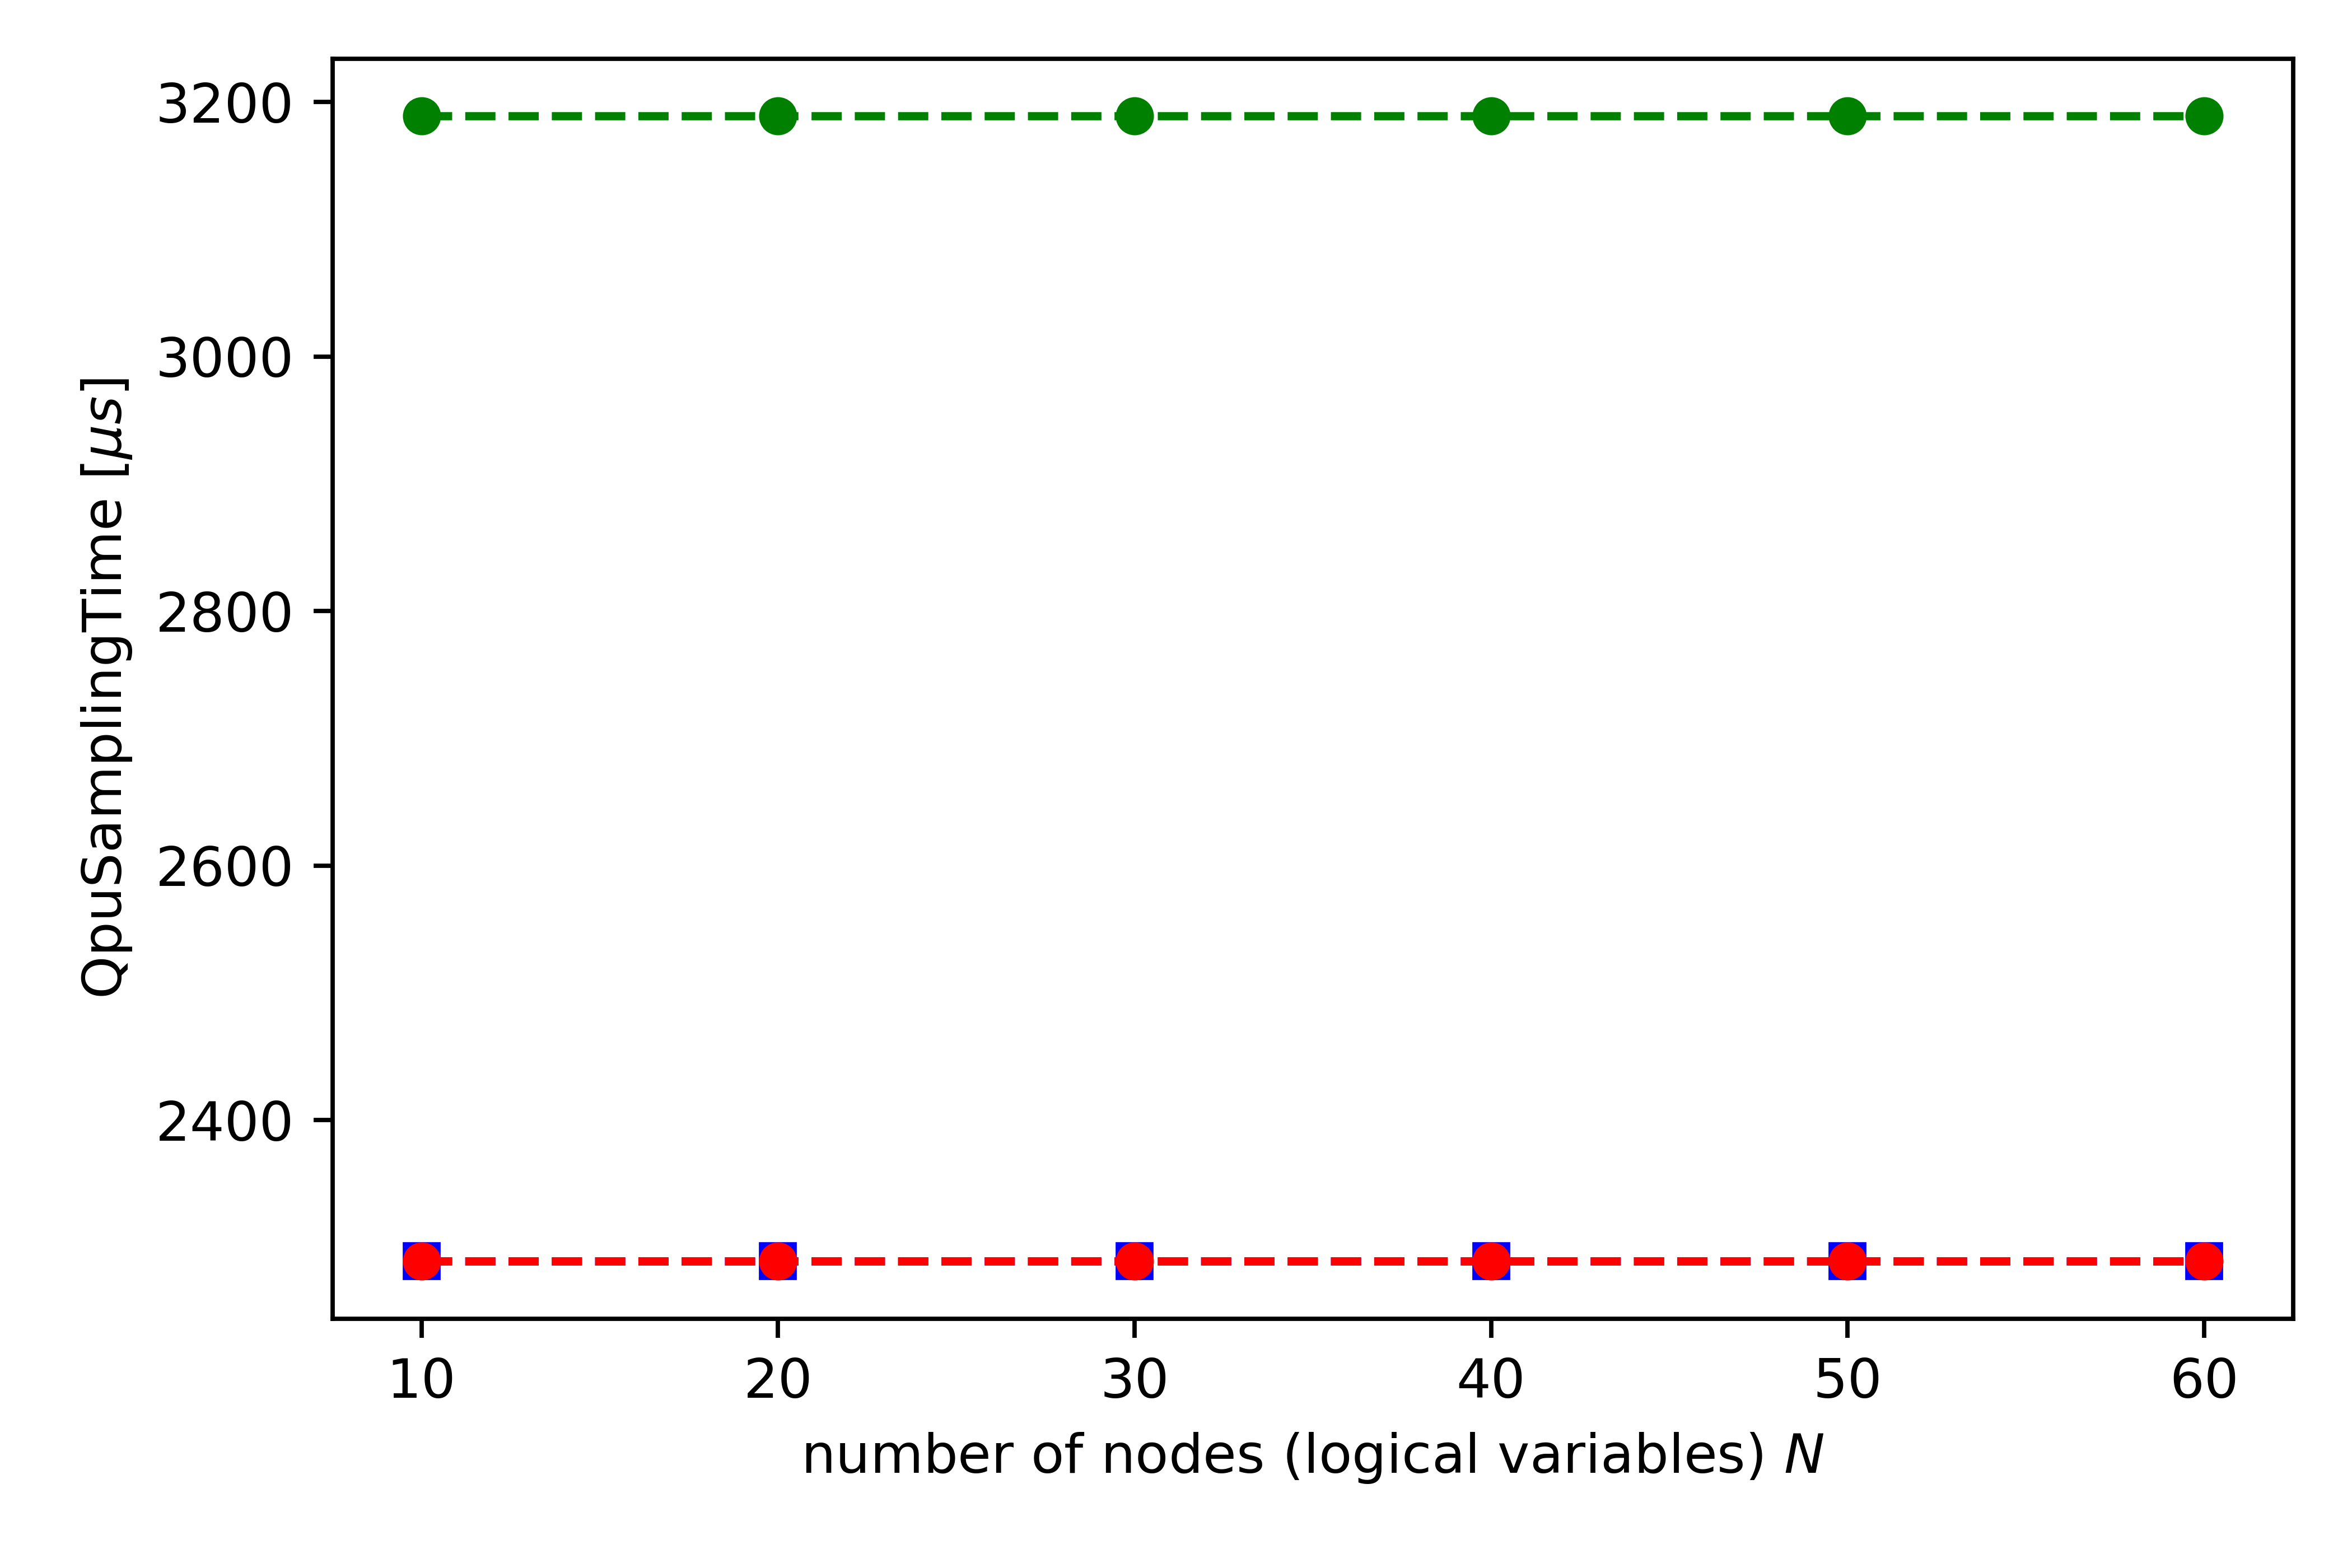 QpuSamplingTime [μs]
3200
3000
2800
2600
2400
10 20 30 40 50 60
number of nodes (logical variables) N